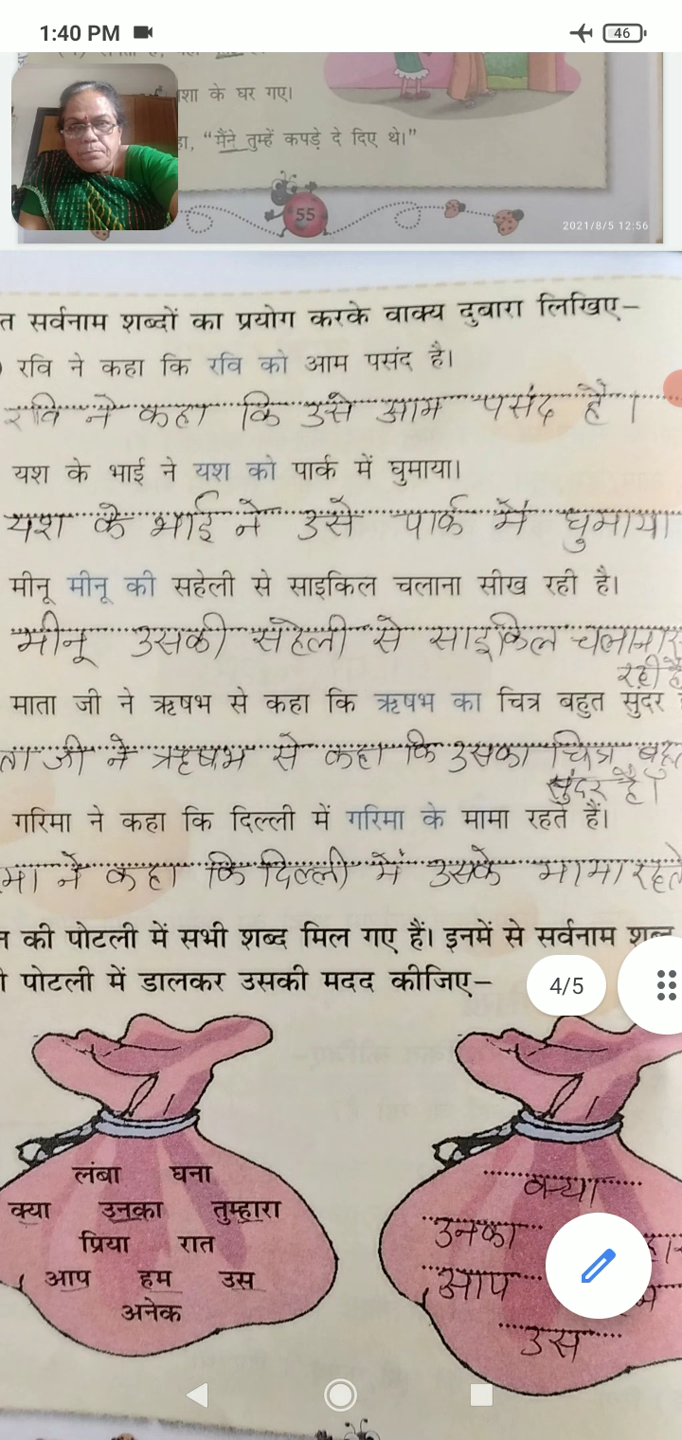 1:40 PM
46
शा के घर गए।
हा, “मैंने तुम्हें कपड़े दे दिए थे।”
55
2021/8/5 12:56
त सर्वनाम शब्दों का प्रयोग करके वाक्य दुबारा लिखिए–
रवि ने कहा कि रवि को आम पसंद है।
रवि ने कहा कि उसे आम पसंद है।
यश के भाई ने यश को पार्क में घुमाया।
यश के भाई ने उसे पार्क में घुमाया
मीनू मीनू की सहेली से साइकिल चलाना सीख रही है।
मीनू उसकी सहेली से साइकिल चलाना
रही है
माता जी ने ऋषभ से कहा कि ऋषभ का चित्र बहुत सुंदर
ता जी ने ऋषभ से कहा कि उसका चित्र बहुत
सुंदर है।
गरिमा ने कहा कि दिल्ली में गरिमा के मामा रहते हैं।
मा ने कहा कि दिल्ली में उसके मामा रहते
न की पोटली में सभी शब्द मिल गए हैं। इनमें से सर्वनाम शब्द
ी पोटली में डालकर उसकी मदद कीजिए–
4/5
लंबा घना
क्या उनका तुम्हारा
प्रिया रात
आप हम उस
अनेक
क्या
उनका
आप
उस